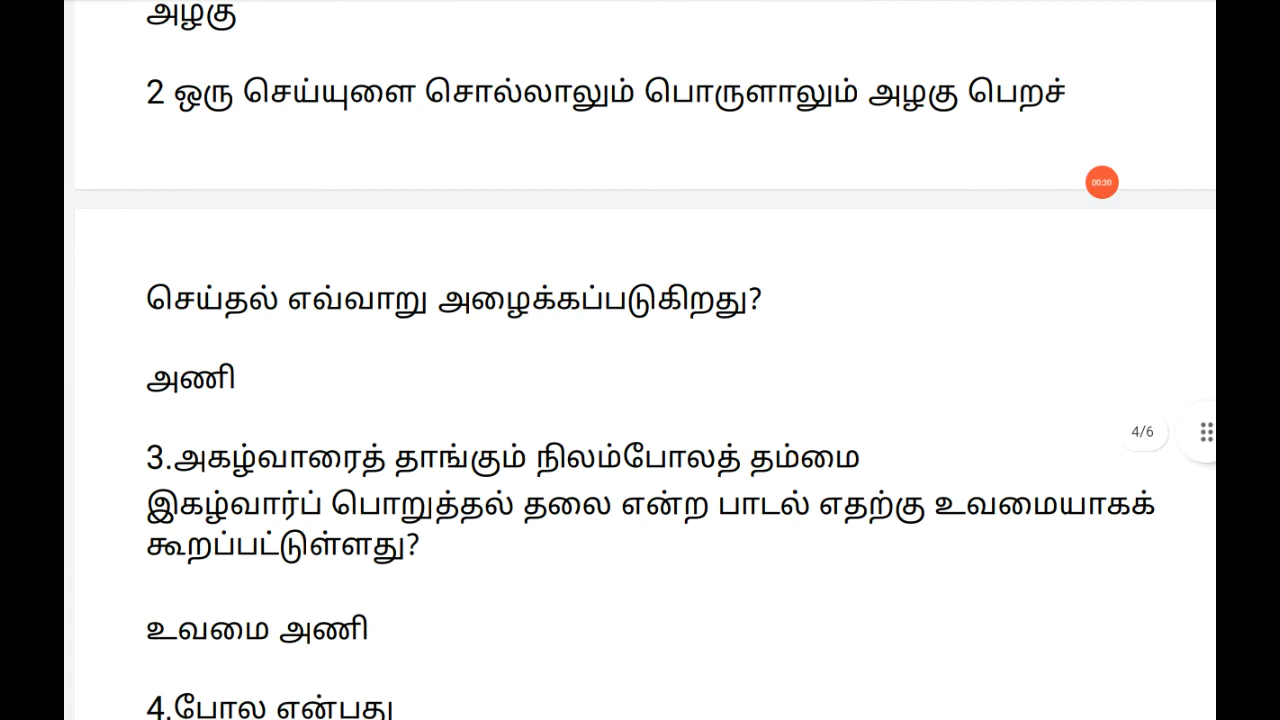 அழகு
2 ஒரு செய்யுளை சொல்லாலும் பொருளாலும் அழகு பெறச்
00:30
செய்தல் எவ்வாறு அழைக்கப்படுகிறது?
அணி
4/6
3.அகழ்வாரைத் தாங்கும் நிலம்போலத் தம்மை
இகழ்வார்ப் பொறுத்தல் தலை என்ற பாடல் எதற்கு உவமையாகக்
கூறப்பட்டுள்ளது?
உவமை அணி
4.போல என்பது